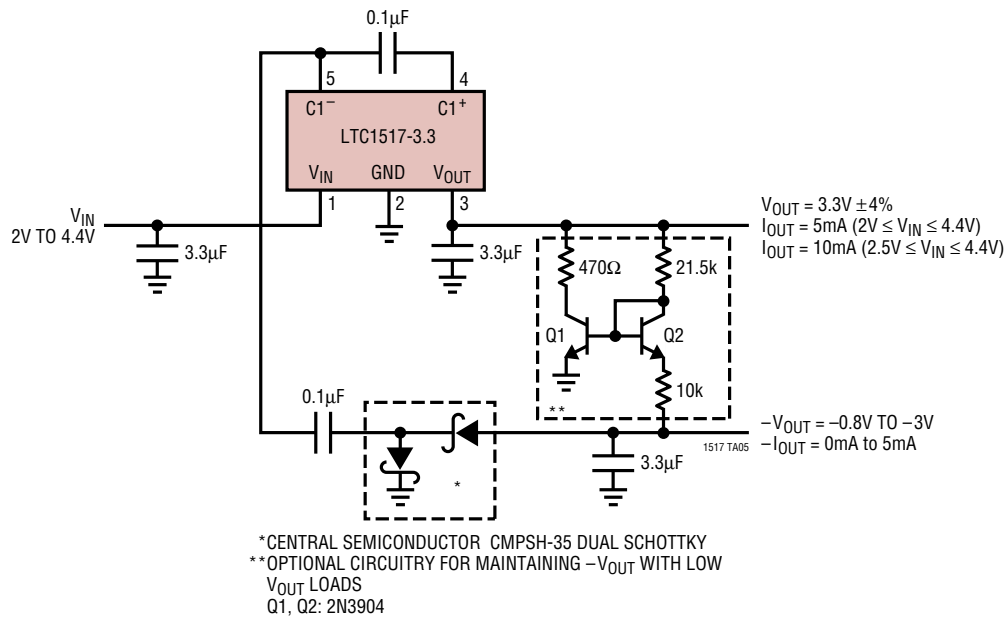 0.1µF
5
4
C1⁻
C1⁺
LTC1517-3.3
V_IN
GND
V_OUT
1
2
3
V_IN
2V TO 4.4V
3.3µF
3.3µF
V_OUT = 3.3V ±4%
I_OUT = 5mA (2V ≤ V_IN ≤ 4.4V)
I_OUT = 10mA (2.5V ≤ V_IN ≤ 4.4V)
470Ω
21.5k
Q1
Q2
10k
**
0.1µF
*
3.3µF
1517 TA05
–V_OUT = –0.8V TO –3V
–I_OUT = 0mA to 5mA
*CENTRAL SEMICONDUCTOR CMPSH-35 DUAL SCHOTTKY
**OPTIONAL CIRCUITRY FOR MAINTAINING –V_OUT WITH LOW
V_OUT LOADS
Q1, Q2: 2N3904